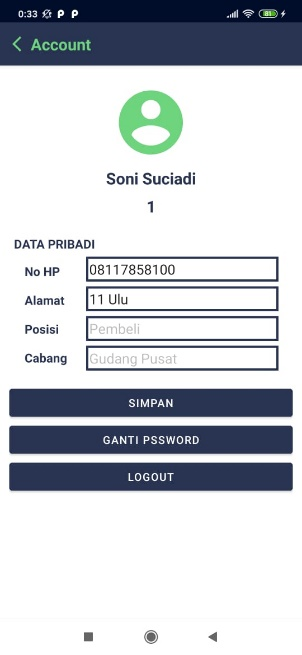 0:33 P P 81
Account
Soni Suciadi
1
DATA PRIBADI
No HP 08117858100
Alamat 11 Ulu
Posisi Pembeli
Cabang Gudang Pusat
SIMPAN
GANTI PSSWORD
LOGOUT